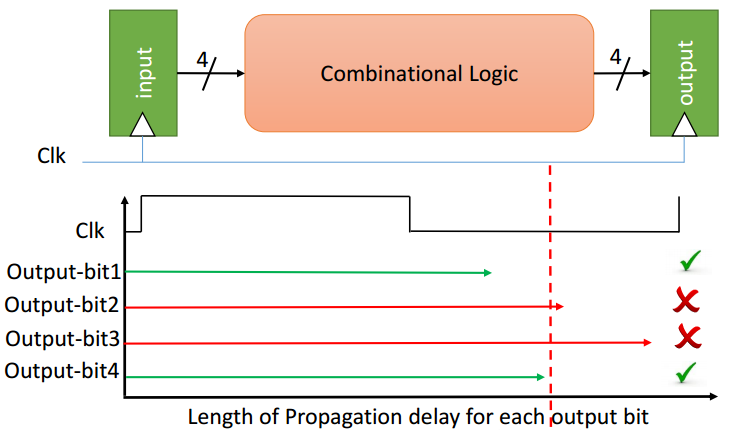 input
4
Combinational Logic
4
output
Clk
Clk
Output-bit1
Output-bit2
Output-bit3
Output-bit4
Length of Propagation delay for each output bit